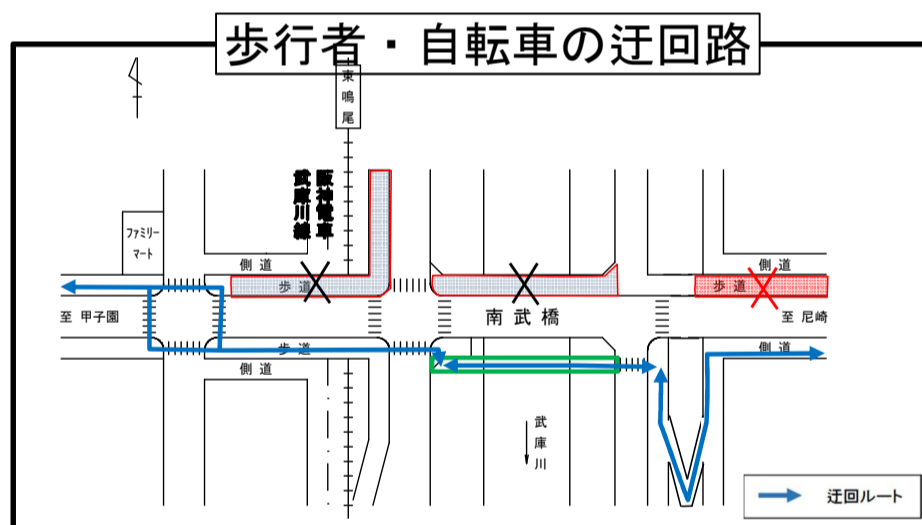 歩行者・自転車の迂回路
東鳴尾
阪神電車
武庫川線
ファミリー
マート
側 道
側 道
歩 道
歩 道
至 甲子園
南 武 橋
至 尼崎
歩 道
側 道
側 道
武庫川
迂回ルート